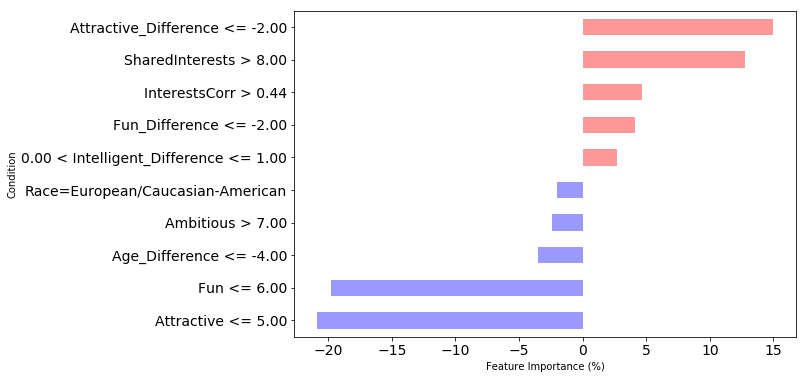 Attractive_Difference <= -2.00
SharedInterests > 8.00
InterestsCorr > 0.44
Fun_Difference <= -2.00
0.00 < Intelligent_Difference <= 1.00
Race=European/Caucasian-American
Ambitious > 7.00
Age_Difference <= -4.00
Fun <= 6.00
Attractive <= 5.00
Condition
−20 −15 −10 −5 0 5 10 15
Feature Importance (%)